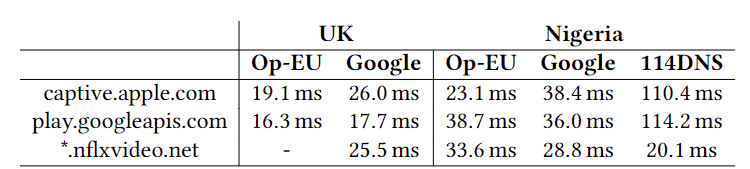 UK Nigeria
Op-EU Google Op-EU Google 114DNS
captive.apple.com 19.1 ms 26.0 ms 23.1 ms 38.4 ms 110.4 ms
play.googleapis.com 16.3 ms 17.7 ms 38.7 ms 36.0 ms 114.2 ms
*.nflxvideo.net - 25.5 ms 33.6 ms 28.8 ms 20.1 ms